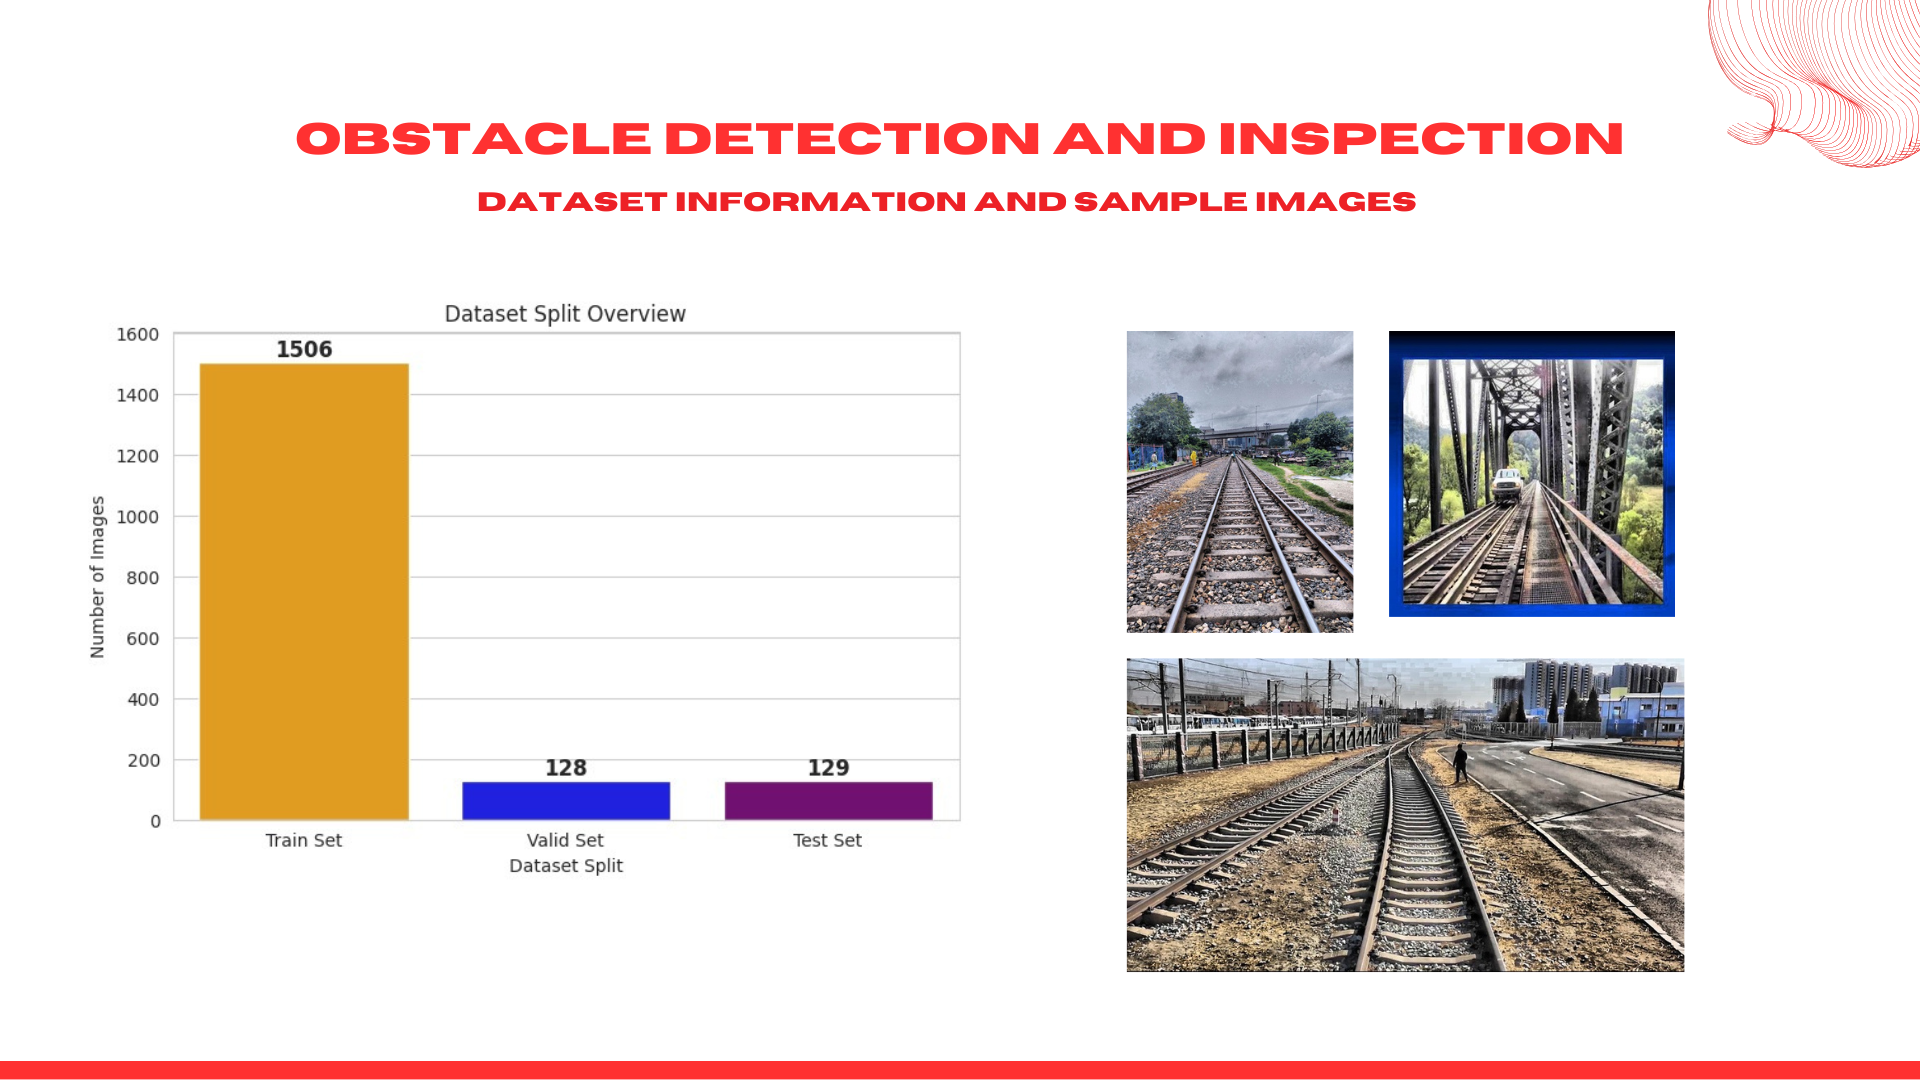 OBSTACLE DETECTION AND INSPECTION
DATASET INFORMATION AND SAMPLE IMAGES
Dataset Split Overview
1600
1400
1200
1000
800
600
400
200
0
Number of Images
1506
128
129
Train Set
Valid Set
Test Set
Dataset Split